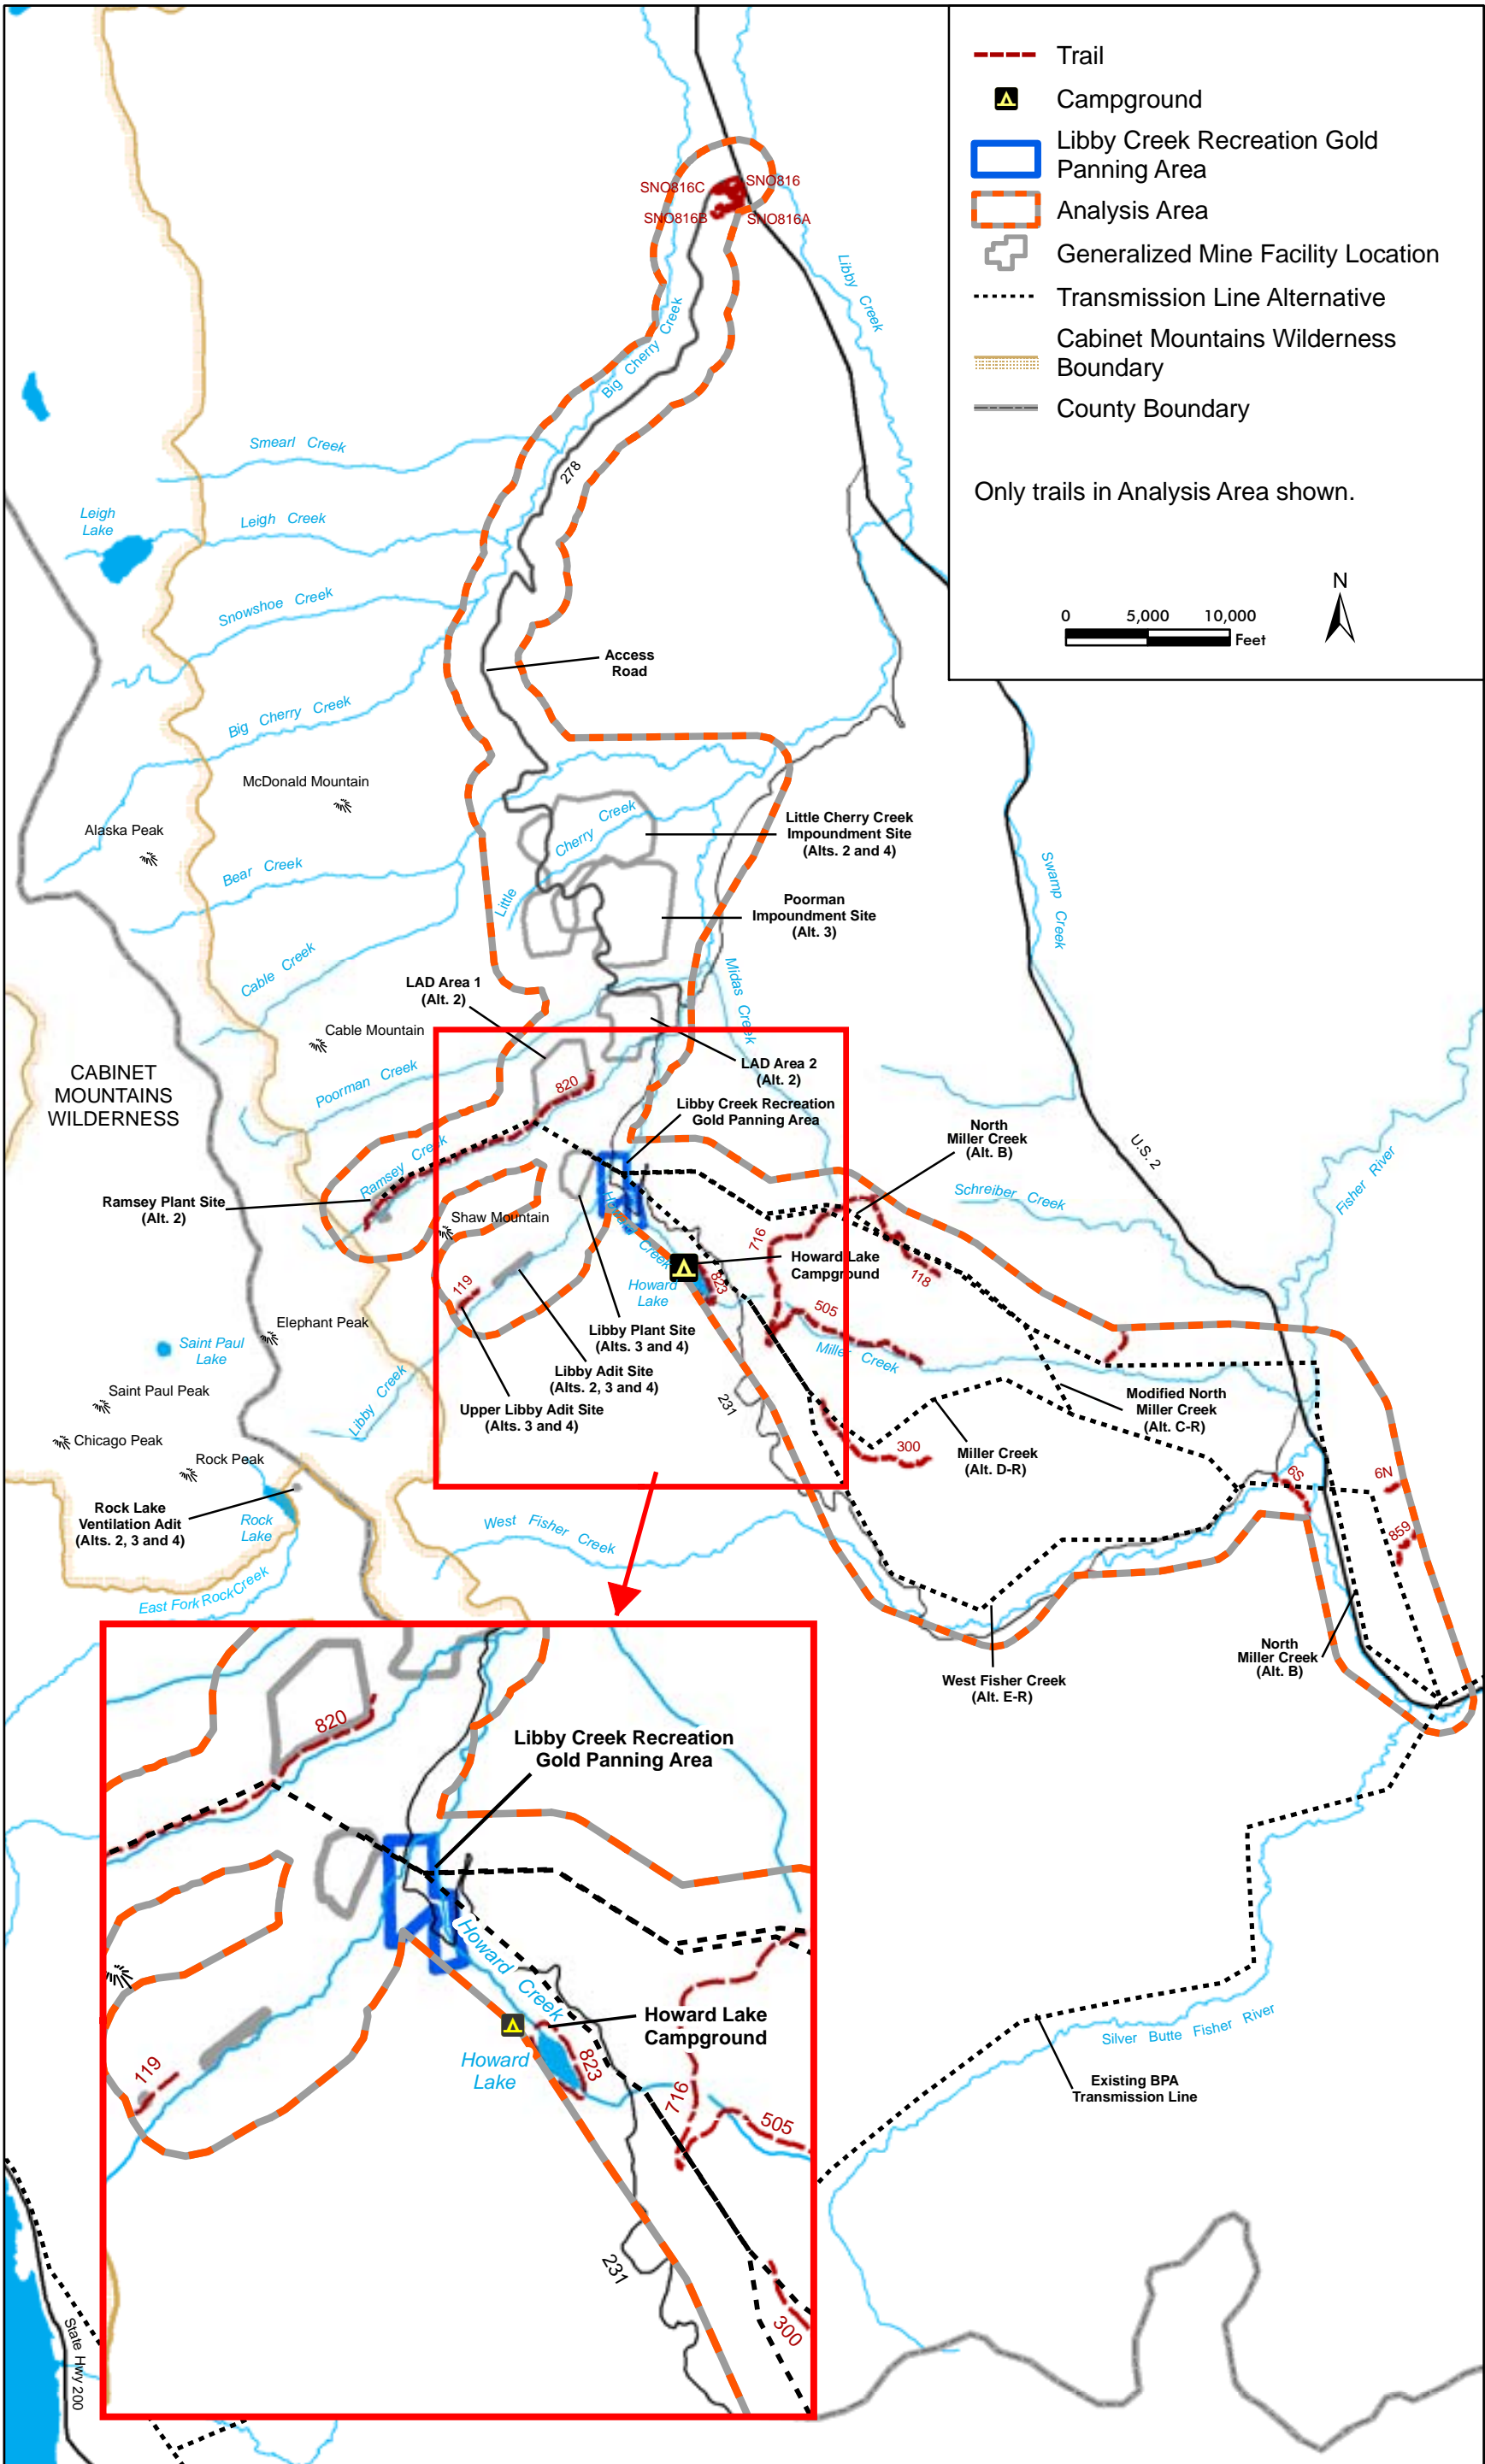 Trail
Campground
Libby Creek Recreation Gold
Panning Area
Analysis Area
Generalized Mine Facility Location
Transmission Line Alternative
Cabinet Mountains Wilderness
Boundary
County Boundary
Only trails in Analysis Area shown.
0 5,000 10,000
Feet
N
SNO816C
SNO816
SNO816B
SNO816A
Libby Creek
Big Cherry Creek
278
Smearl Creek
Leigh
Lake
Leigh Creek
Snowshoe Creek
Access
Road
Big Cherry Creek
McDonald Mountain
Alaska Peak
Little Cherry Creek
Impoundment Site
(Alts. 2 and 4)
Little Cherry Creek
Bear Creek
Swamp Creek
Poorman
Impoundment Site
(Alt. 3)
Cable Creek
Midas Creek
LAD Area 1
(Alt. 2)
Cable Mountain
CABINET
MOUNTAINS
WILDERNESS
Poorman Creek
820
LAD Area 2
(Alt. 2)
Libby Creek Recreation
Gold Panning Area
North
Miller Creek
(Alt. B)
U.S. 2
Fisher River
Ramsey Creek
Ramsey Plant Site
(Alt. 2)
Schreiber Creek
Shaw Mountain
Howard Creek
716
118
Howard Lake
Campground
823
Howard
Lake
119
505
Elephant Peak
Saint Paul
Lake
Libby Plant Site
(Alts. 3 and 4)
Miller Creek
Libby Adit Site
(Alts. 2, 3 and 4)
Saint Paul Peak
Libby Creek
Upper Libby Adit Site
(Alts. 3 and 4)
231
Modified North
Miller Creek
(Alt. C-R)
Chicago Peak
Rock Peak
300
Miller Creek
(Alt. D-R)
6S
6N
Rock Lake
Ventilation Adit
(Alts. 2, 3 and 4)
Rock
Lake
West Fisher Creek
859
East Fork Rock Creek
West Fisher Creek
(Alt. E-R)
North
Miller Creek
(Alt. B)
820
Libby Creek Recreation
Gold Panning Area
Howard Creek
Howard Lake
Campground
Howard
Lake
823
119
716
505
231
300
Silver Butte Fisher River
Existing BPA
Transmission Line
State Hwy 200